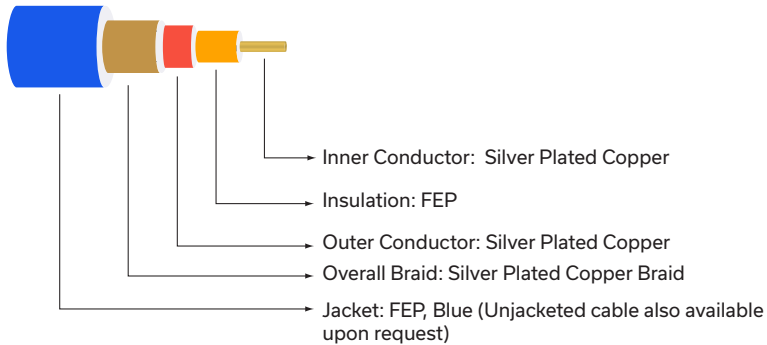 Inner Conductor: Silver Plated Copper
Insulation: FEP
Outer Conductor: Silver Plated Copper
Overall Braid: Silver Plated Copper Braid
Jacket: FEP, Blue (Unjacketed cable also available
upon request)